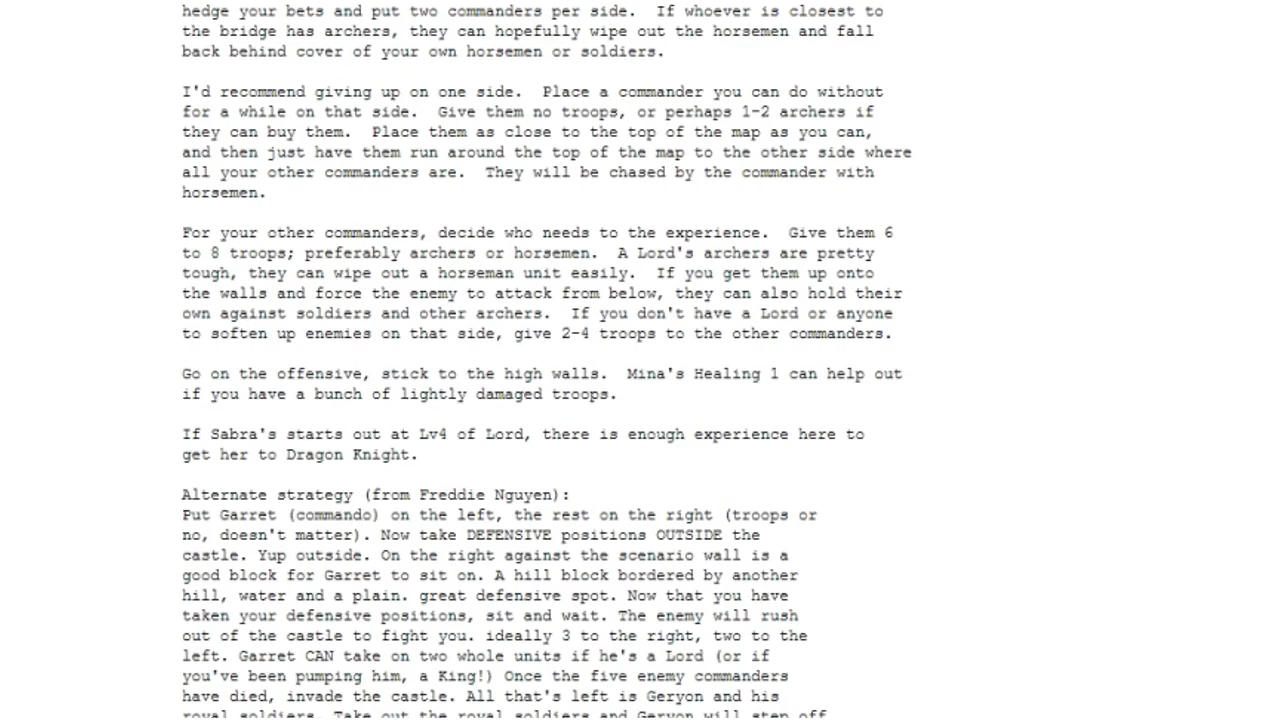 hedge your bets and put two commanders per side.  If whoever is closest to
the bridge has archers, they can hopefully wipe out the horsemen and fall
back behind cover of your own horsemen or soldiers.
I'd recommend giving up on one side.  Place a commander you can do without
for a while on that side.  Give them no troops, or perhaps 1-2 archers if
they can buy them.  Place them as close to the top of the map as you can,
and then just have them run around the top of the map to the other side where
all your other commanders are.  They will be chased by the commander with
horsemen.
For your other commanders, decide who needs to the experience.  Give them 6
to 8 troops; preferably archers or horsemen.  A Lord's archers are pretty
tough, they can wipe out a horseman unit easily.  If you get them up onto
the walls and force the enemy to attack from below, they can also hold their
own against soldiers and other archers.  If you don't have a Lord or anyone
to soften up enemies on that side, give 2-4 troops to the other commanders.
Go on the offensive, stick to the high walls.  Mina's Healing 1 can help out
if you have a bunch of lightly damaged troops.
If Sabra's starts out at Lv4 of Lord, there is enough experience here to
get her to Dragon Knight.
Alternate strategy (from Freddie Nguyen):
Put Garret (commando) on the left, the rest on the right (troops or
no, doesn't matter). Now take DEFENSIVE positions OUTSIDE the
castle. Yup outside. On the right against the scenario wall is a
good block for Garret to sit on. A hill block bordered by another
hill, water and a plain. great defensive spot. Now that you have
taken your defensive positions, sit and wait. The enemy will rush
out of the castle to fight you. ideally 3 to the right, two to the
left. Garret CAN take on two whole units if he's a Lord (or if
you've been pumping him, a King!) Once the five enemy commanders
have died, invade the castle. All that's left is Geryon and his
royal soldiers. Take out the royal soldiers and Geryon will step off